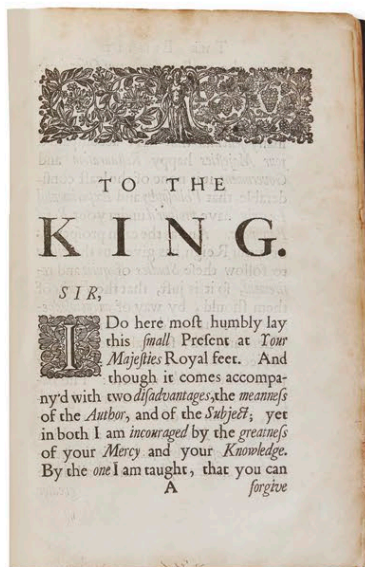 TO THE
KING.
SIR,
I Do here moſt humbly lay
this ſmall Preſent at Your
Majeſties Royal feet. And
though it comes accompa-
ny'd with two diſadvantages, the meanneſs
of the Author, and of the Subject; yet
in both I am incouraged by the greatneſs
of your Mercy and your Knowledge.
By the one I am taught, that you can
A forgive